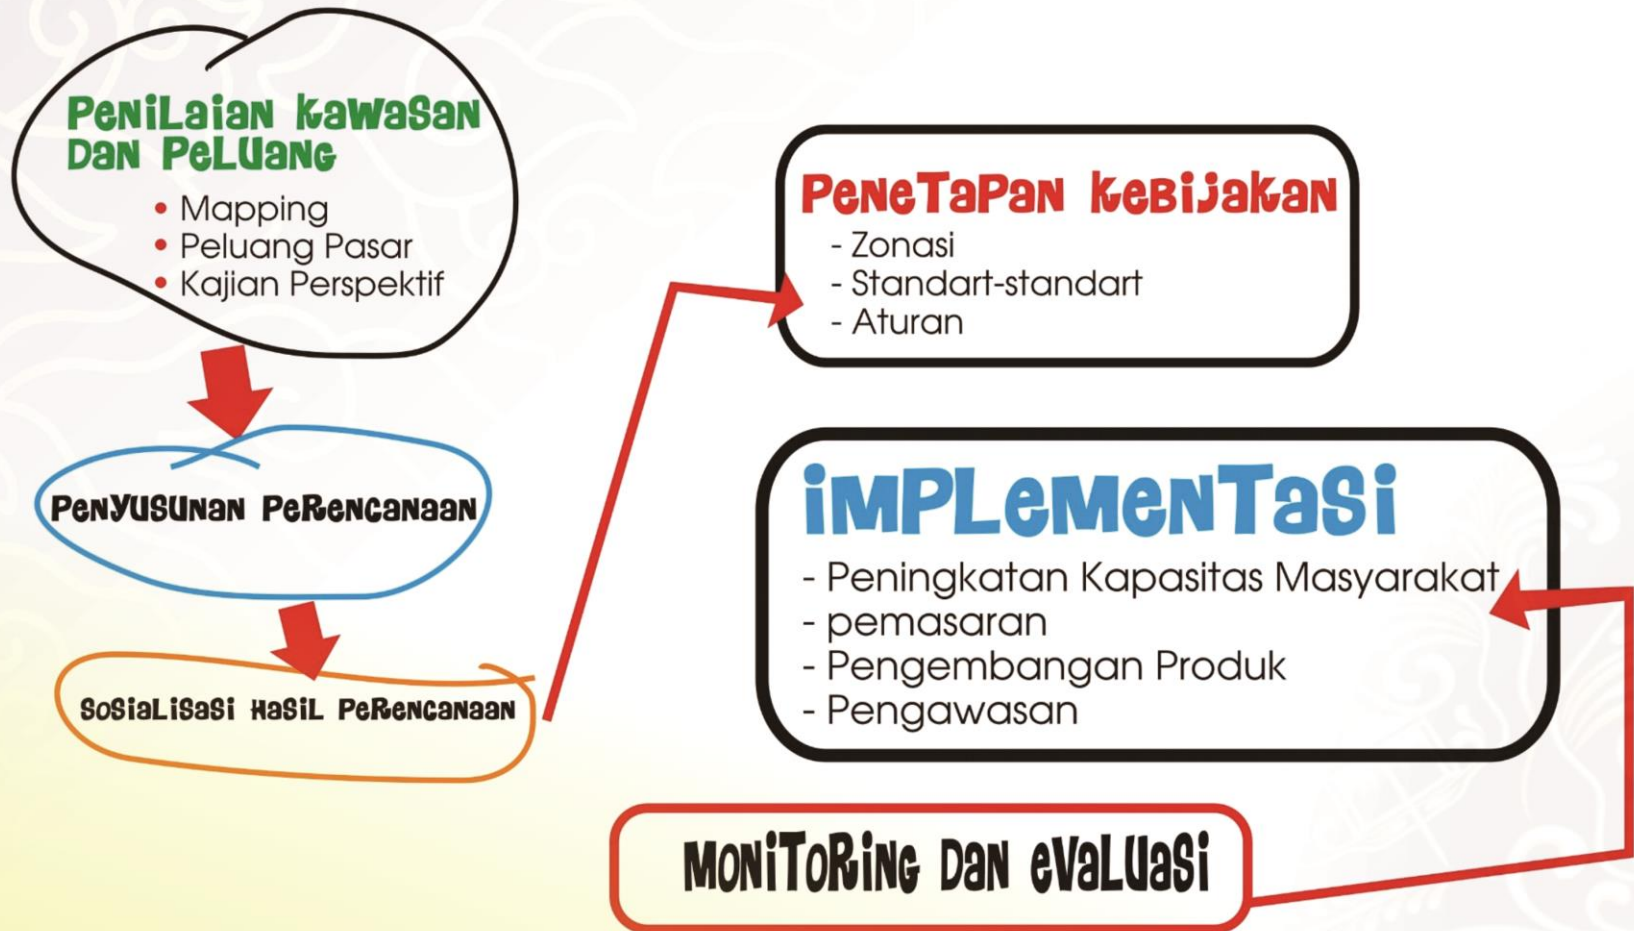 PENILAIAN KAWASAN
DAN PELUANG
• Mapping
• Peluang Pasar
• Kajian Perspektif
PENYUSUNAN PERENCANAAN
SOSIALISASI HASIL PERENCANAAN
PENETAPAN KEBIJAKAN
- Zonasi
- Standart-standart
- Aturan
IMPLEMENTASI
- Peningkatan Kapasitas Masyarakat
- pemasaran
- Pengembangan Produk
- Pengawasan
MONITORING DAN EVALUASI